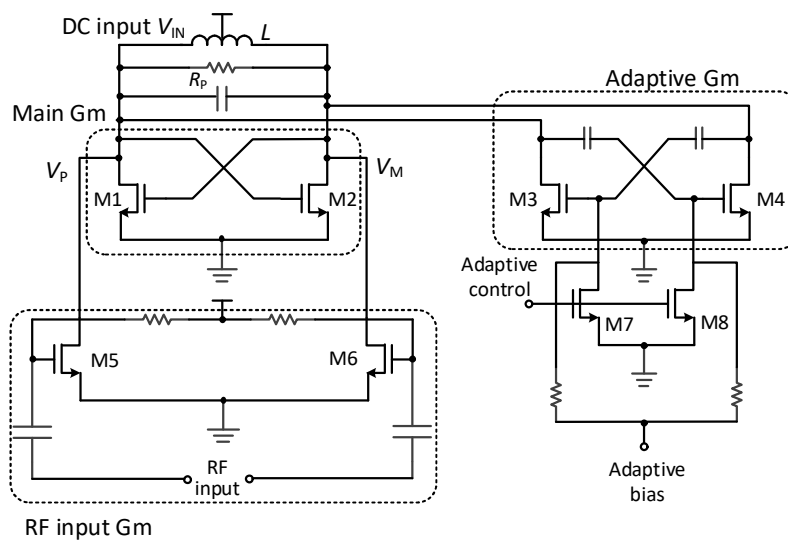 DC input VIN
L
RP
Main Gm
Adaptive Gm
VP
VM
M1
M2
M3
M4
Adaptive
control
M7
M8
M5
M6
RF
input
Adaptive
bias
RF input Gm